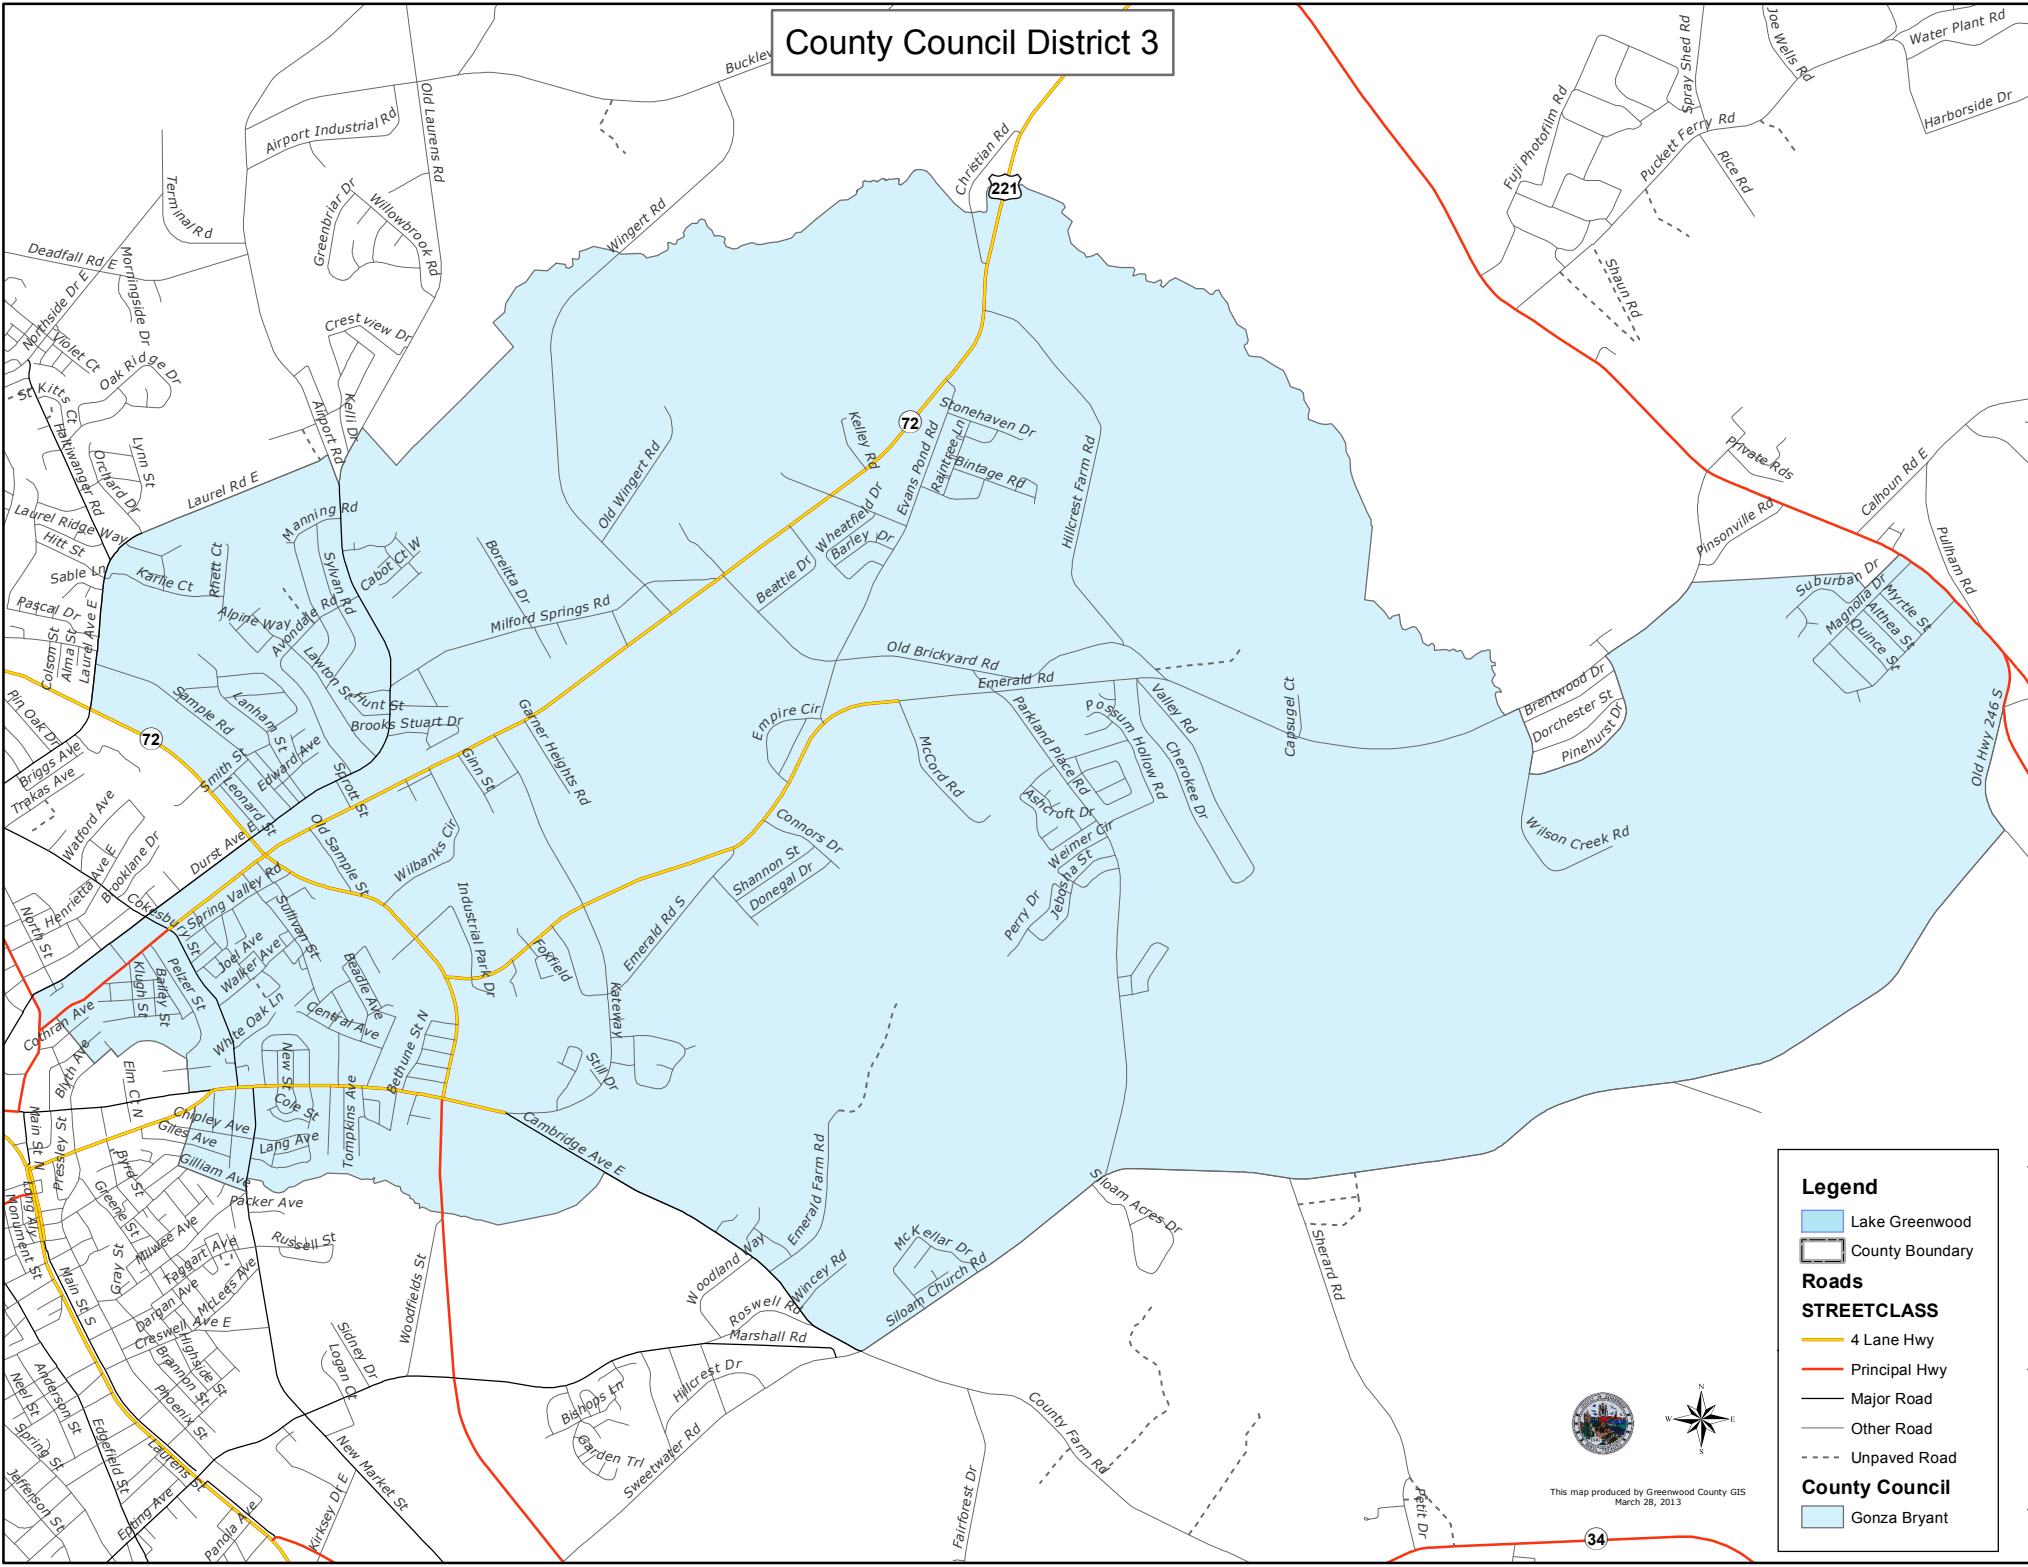 County Council District 3
Buckley
Old Laurens Rd
Airport Industrial Rd
Christian Rd
221
Spray Shed Rd
Joe Wells Rd
Water Plant Rd
Harborside Dr
Fuji Photofilm Rd
Puckett Ferry Rd
Rice Rd
Shaun Rd
Terminal Rd
Greenbriar Dr
Willowbrook Rd
Wingert Rd
Deadfall Rd E
Morningside Dr
Northside Dr E
Violet Ct
Oak Ridge Dr
Crestview Dr
St Kitts Ct
Haltiwanger Rd
Orchard Dr
Lynn St
Airport Rd
Kelli Dr
Laurel Rd E
Laurel Ridge Way
Hitt St
Sable Ln
Pascal Dr
Colson St
Alma St
Laurel Ave E
Karlie Ct
Rhett Ct
Manning Rd
Sylvan Rd
Cabot Ct W
Alpine Way
Avondale Rd
Lawton St
Hunt St
Brooks Stuart Dr
Boreitta Dr
Milford Springs Rd
Old Wingert Rd
Kelley Rd
72
Stonehaven Dr
Evans Pond Rd
Raintree Ln
Bintage Rd
Wheatfield Dr
Barley Dr
Beattie Dr
Hillcrest Farm Rd
Private Rds
Calhoun Rd E
Pinsonville Rd
Pullham Rd
Suburban Dr
Magnolia Dr
Myrtle St
Althea St
Quince St
Old Hwy 246 S
Old Brickyard Rd
Emerald Rd
Parkland Place Rd
Possum Hollow Rd
Valley Rd
Cherokee Dr
Capsugel Ct
Brentwood Dr
Dorchester St
Pinehurst Dr
Wilson Creek Rd
Empire Cir
McCord Rd
Ashcroft Dr
Weimer Cir
Jebosha St
Perry Dr
Connors Dr
Shannon St
Donegal Dr
Garner Heights Rd
Ginn St
Pin Oak Dr
Briggs Ave
Trakas Ave
72
Sample Rd
Lanham St
Smith St
Edward Ave
Leonard St
Sprott St
Old Sample St
Wilbanks Cir
Watford Ave
Henrietta Ave E
Brooklane Dr
Durst Ave E
North St
Cokesbury St
Spring Valley Rd
Sullivan St
Joel Ave
Walker Ave
Klugh St
Bailey St
Pelzer St
White Oak Ln
Beadle Ave
Central Ave
Industrial Park Dr
Foxfield
Emerald Rd S
Kateway
Still Dr
Bethune St N
Cothran Ave
Blyth Ave
Elm Ct N
New St
Cole St
Tompkins Ave
Chipley Ave
Giles Ave
Lang Ave
Gilliam Ave
Cambridge Ave E
Main St N
Pressley St
Long Aly
Monument St
Byrd St
Greene St
Packer Ave
Milwee Ave
Gray St
Taggart Ave
Russell St
Dargan Ave
McLees Ave
Creswell Ave E
Main St S
Highside St
Brannon St
Phoenix St
Woodfields St
Sidney Dr
Logan Ct
Anderson St
Neel St
Spring St
Jefferson St
Edgefield St
Laurens St
Epting Ave
Panola Ave
Kirksey Dr E
New Market St
Emerald Farm Rd
Woodland Way
Wincey Rd
Roswell Rd
Marshall Rd
McKellar Dr
Siloam Church Rd
Siloam Acres Dr
Sherard Rd
Hillcrest Dr
Bishops Ln
Garden Trl
Sweetwater Rd
County Farm Rd
Fairforest Dr
Petit Dr
34
N
W
E
S
This map produced by Greenwood County GIS
March 28, 2013
Legend
Lake Greenwood
County Boundary
Roads
STREETCLASS
4 Lane Hwy
Principal Hwy
Major Road
Other Road
Unpaved Road
County Council
Gonza Bryant